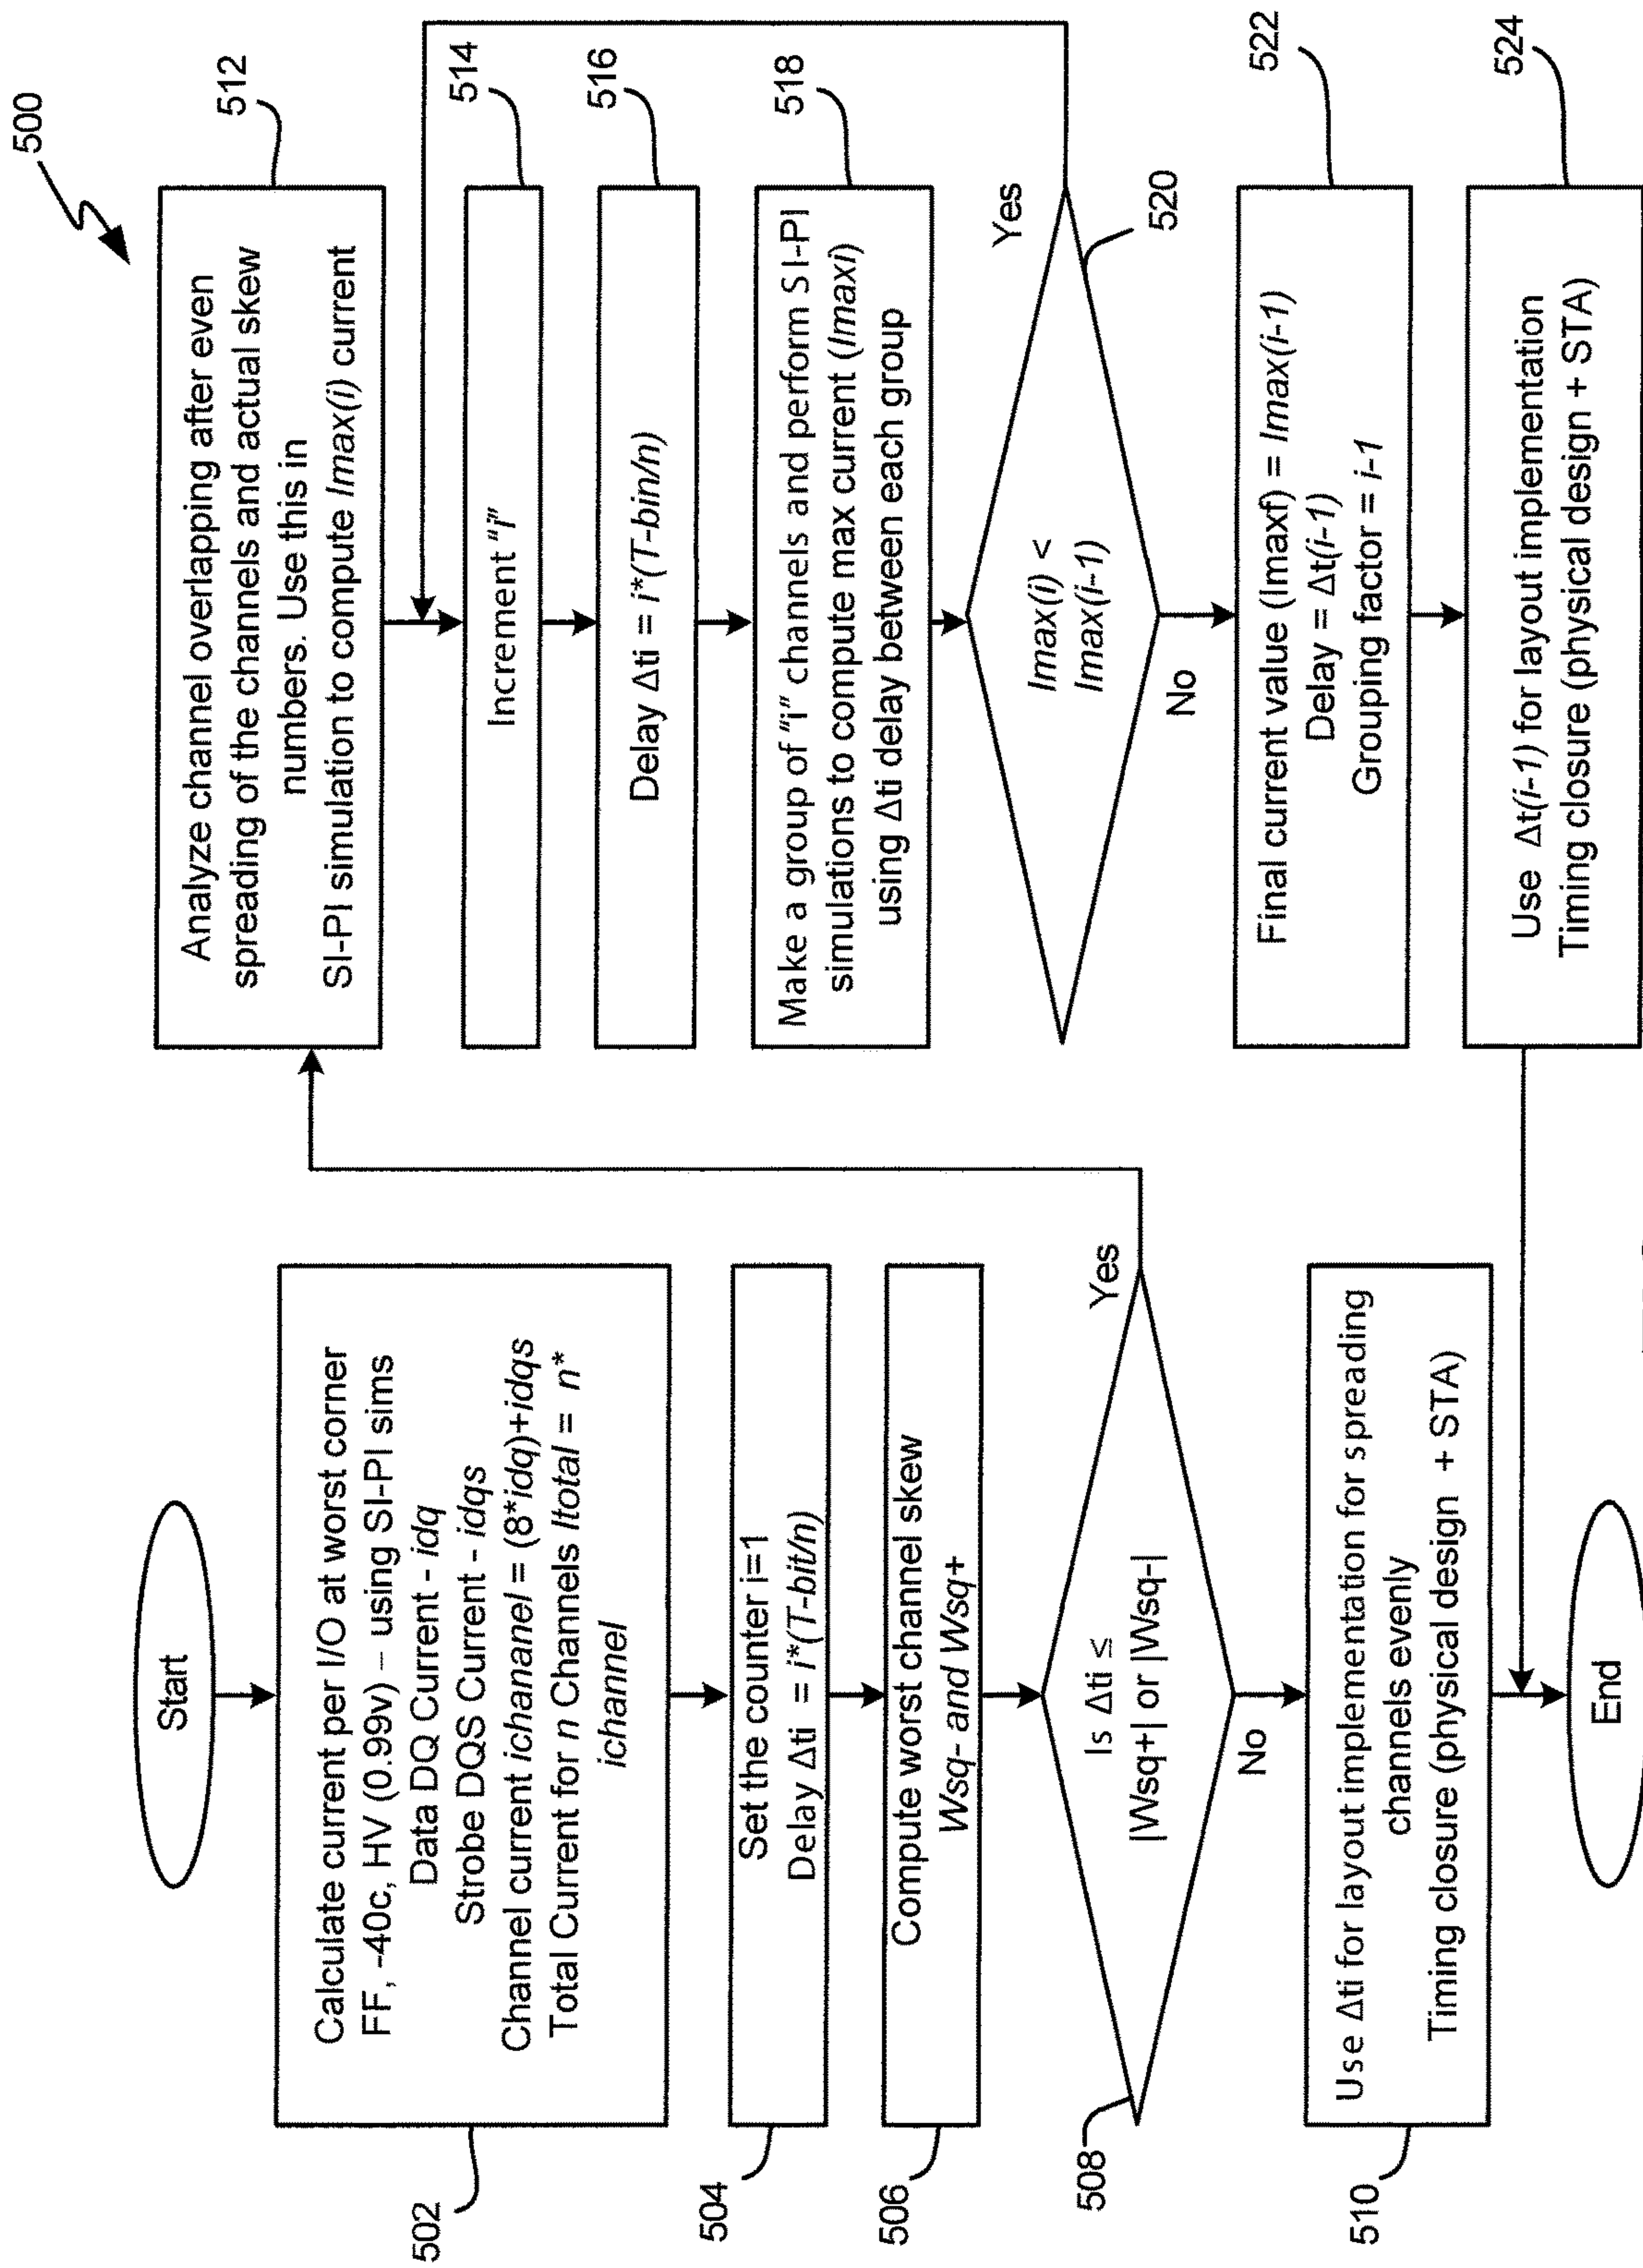 500
Start
Calculate current per I/O at worst corner
FF, -40c, HV (0.99v) – using SI-PI sims
Data DQ Current - idq
Strobe DQS Current - idqs
Channel current ichannel = (8*idq)+idqs
Total Current for n Channels Itotal = n*
ichannel
502
Set the counter i=1
Delay Δti = i*(T-bit/n)
504
Compute worst channel skew
Wsq- and Wsq+
506
Is Δti ≤
|Wsq+| or |Wsq-|
Yes
No
508
Use Δti for layout implementation for spreading
channels evenly
Timing closure (physical design + STA)
510
End
Analyze channel overlapping after even
spreading of the channels and actual skew
numbers. Use this in
SI-PI simulation to compute Imax(i) current
512
Increment "i"
514
Delay Δti = i*(T-bin/n)
516
Make a group of "i" channels and perform SI-PI
simulations to compute max current (Imaxi)
using Δti delay between each group
518
Imax(i) <
Imax(i-1)
Yes
No
520
Final current value (Imaxf) = Imax(i-1)
Delay = Δt(i-1)
Grouping factor = i-1
522
Use Δt(i-1) for layout implementation
Timing closure (physical design + STA)
524